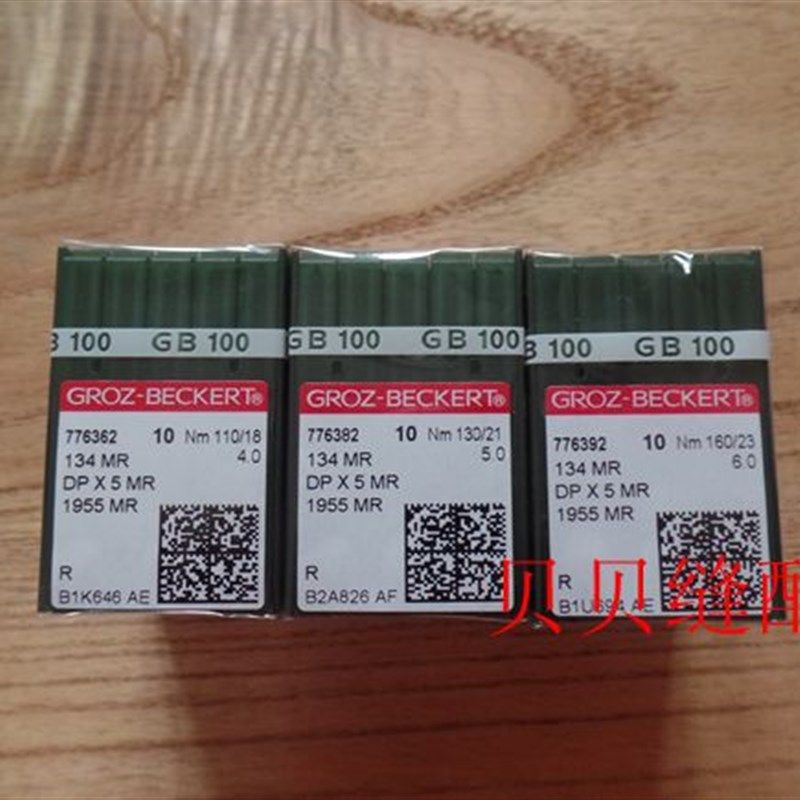 B 100 GB 100
GROZ-BECKERT®
776362 10 Nm 110/18
134 MR 4.0
DP X 5 MR
1955 MR
R
B1K646 AE
GB 100 GB 100
GROZ-BECKERT®
776382 10 Nm 130/21
134 MR 5.0
DP X 5 MR
1955 MR
R
B2A826 AF
B 100 GB 100
GROZ-BECKERT®
776392 10 Nm 160/23
134 MR 6.0
DP X 5 MR
1955 MR
R
B1U694 AE
贝贝缝配